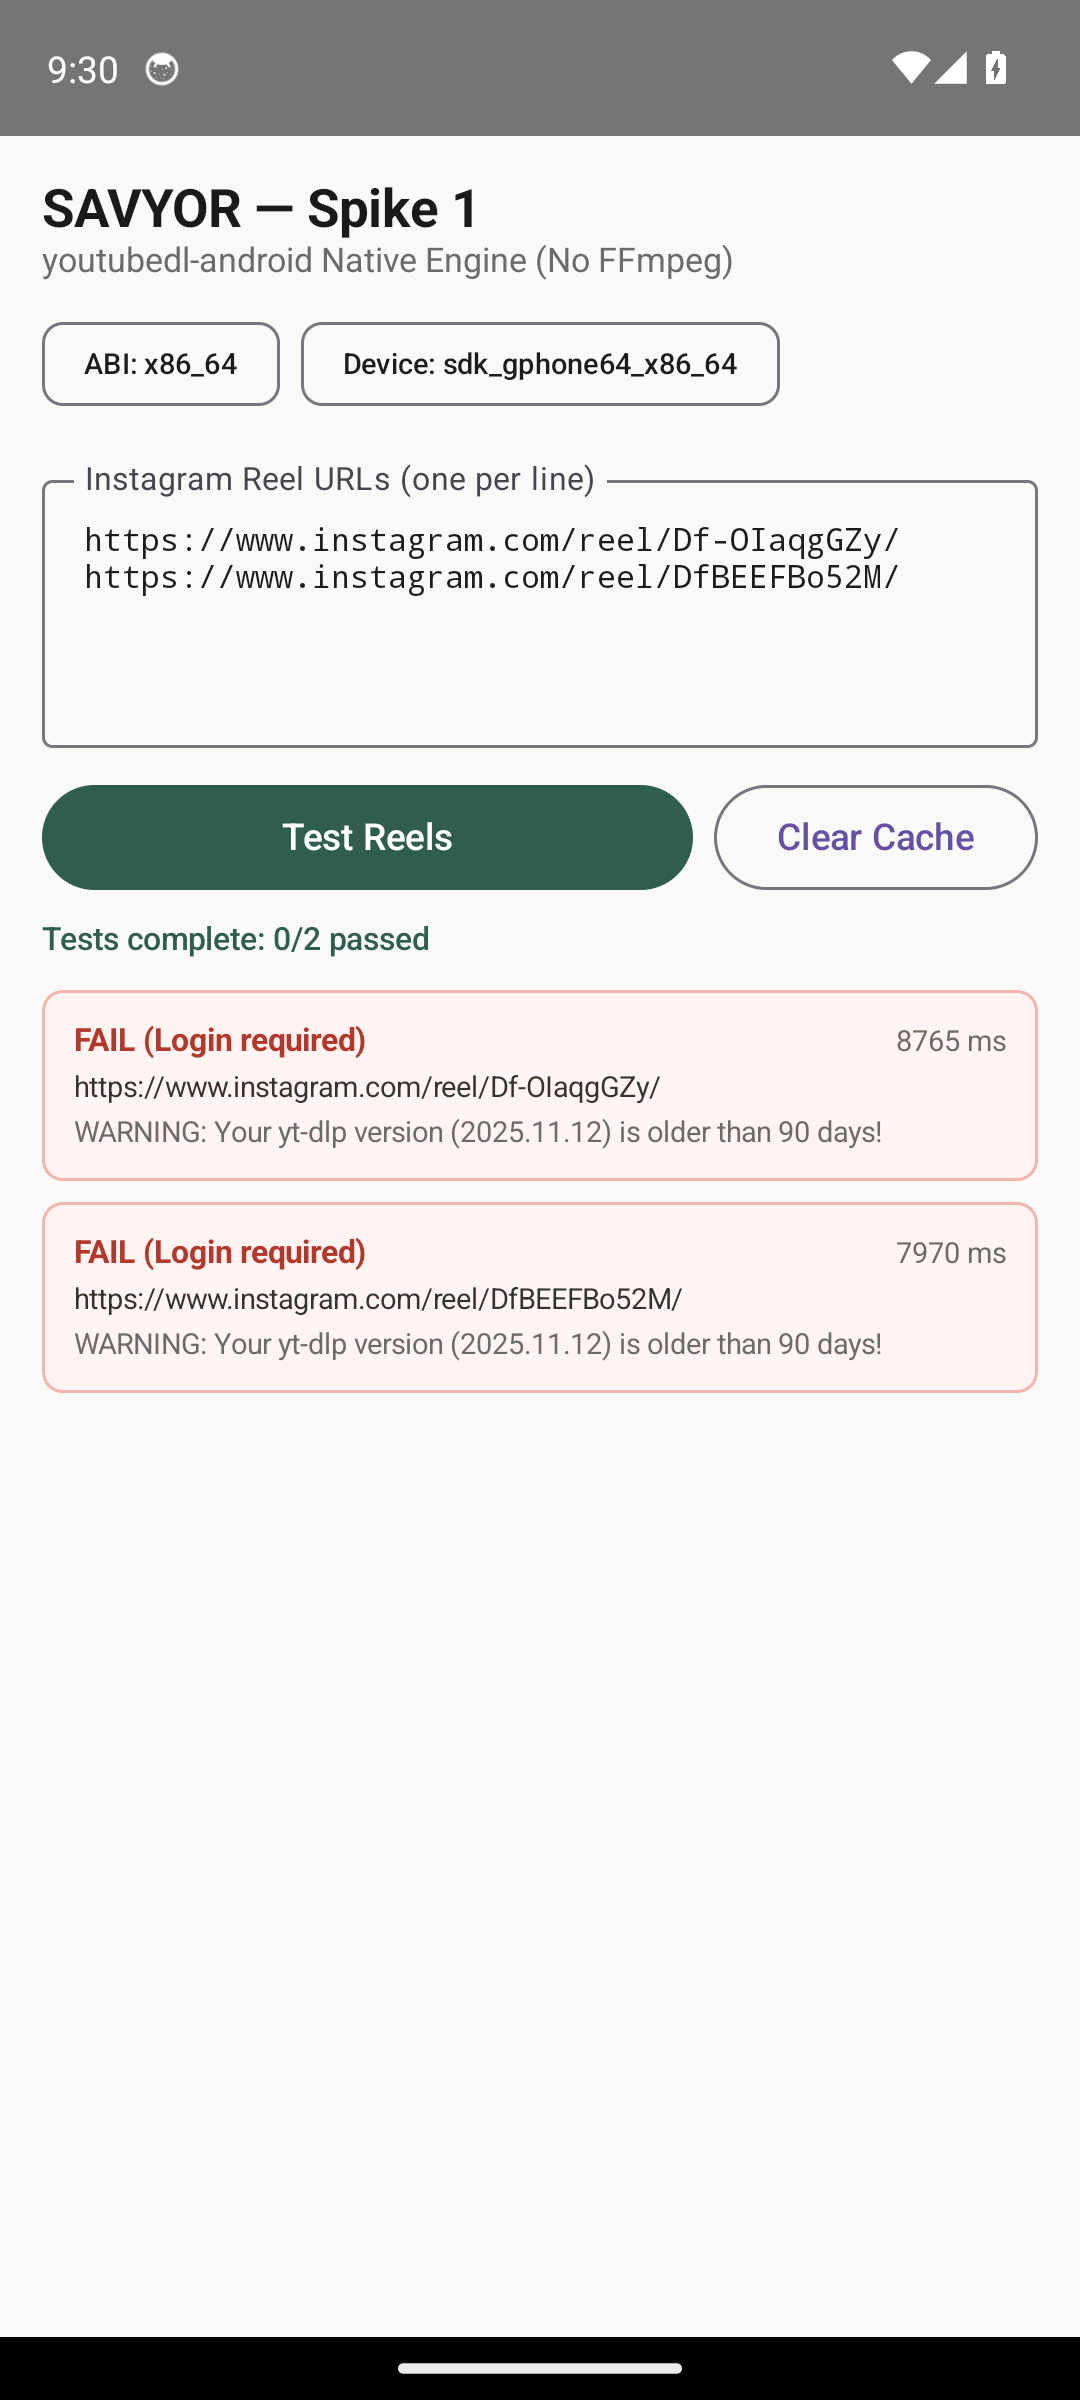 9:30
SAVYOR — Spike 1
youtubedl-android Native Engine (No FFmpeg)
ABI: x86_64
Device: sdk_gphone64_x86_64
Instagram Reel URLs (one per line)
https://www.instagram.com/reel/Df-OIaqgGZy/
https://www.instagram.com/reel/DfBEEFBo52M/
Test Reels
Clear Cache
Tests complete: 0/2 passed
FAIL (Login required)
8765 ms
https://www.instagram.com/reel/Df-OIaqgGZy/
WARNING: Your yt-dlp version (2025.11.12) is older than 90 days!
FAIL (Login required)
7970 ms
https://www.instagram.com/reel/DfBEEFBo52M/
WARNING: Your yt-dlp version (2025.11.12) is older than 90 days!